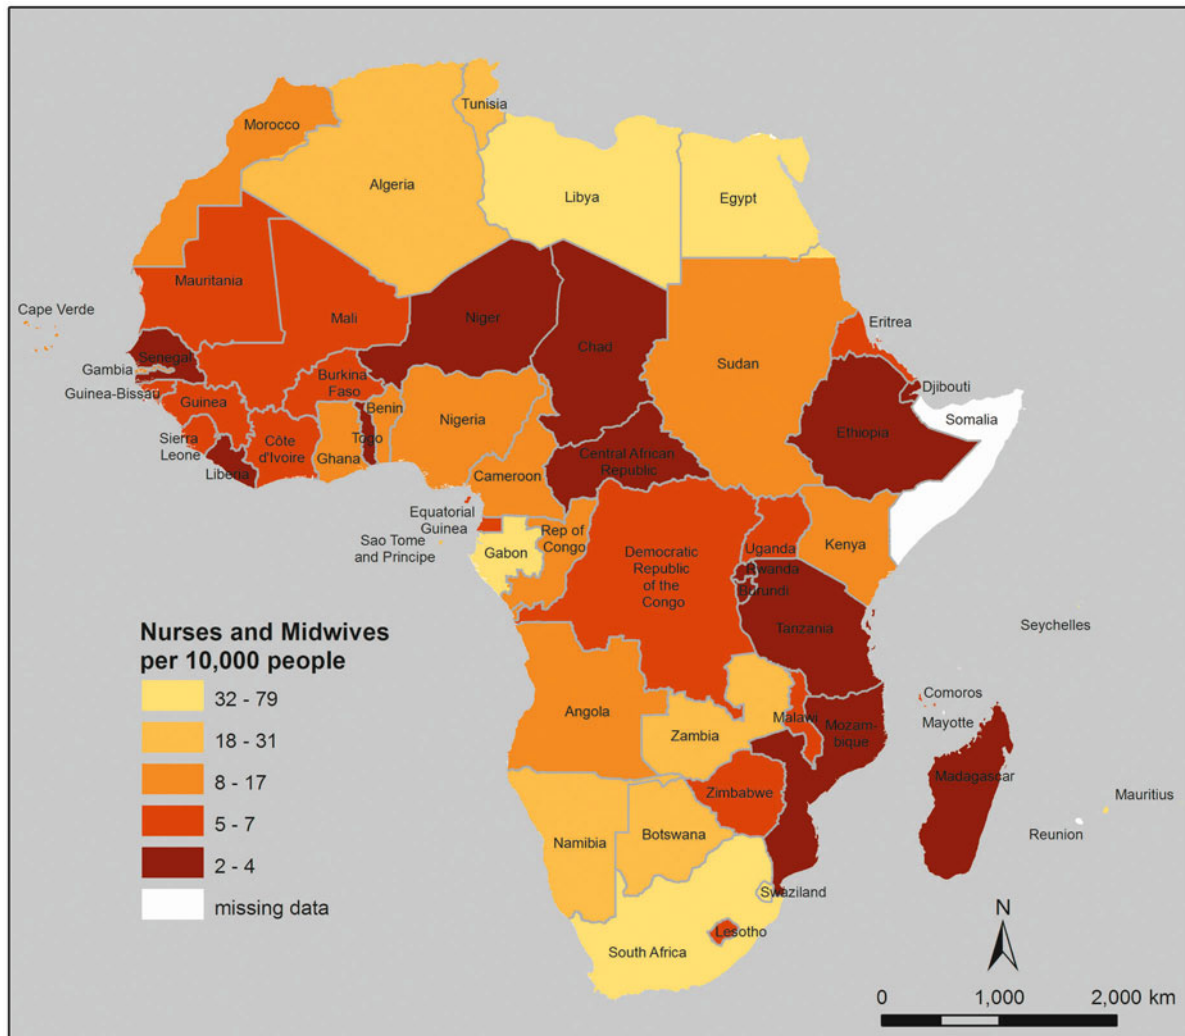 Tunisia
Morocco
Algeria
Libya
Egypt
Mauritania
Cape Verde
Mali
Niger
Chad
Sudan
Eritrea
Senegal
Gambia
Guinea-Bissau
Guinea
Burkina
Faso
Benin
Nigeria
Djibouti
Somalia
Ethiopia
Sierra
Leone
Côte
d'Ivoire
Togo
Ghana
Liberia
Cameroon
Central African
Republic
Equatorial
Guinea
Sao Tome
and Principe
Gabon
Rep of
Congo
Democratic
Republic
of the
Congo
Uganda
Kenya
Rwanda
Burundi
Tanzania
Seychelles
Comoros
Mayotte
Angola
Zambia
Malawi
Mozam-
bique
Madagascar
Mauritius
Reunion
Zimbabwe
Namibia
Botswana
Swaziland
Lesotho
South Africa
Nurses and Midwives
per 10,000 people
32 - 79
18 - 31
8 - 17
5 - 7
2 - 4
missing data
N
0 1,000 2,000 km